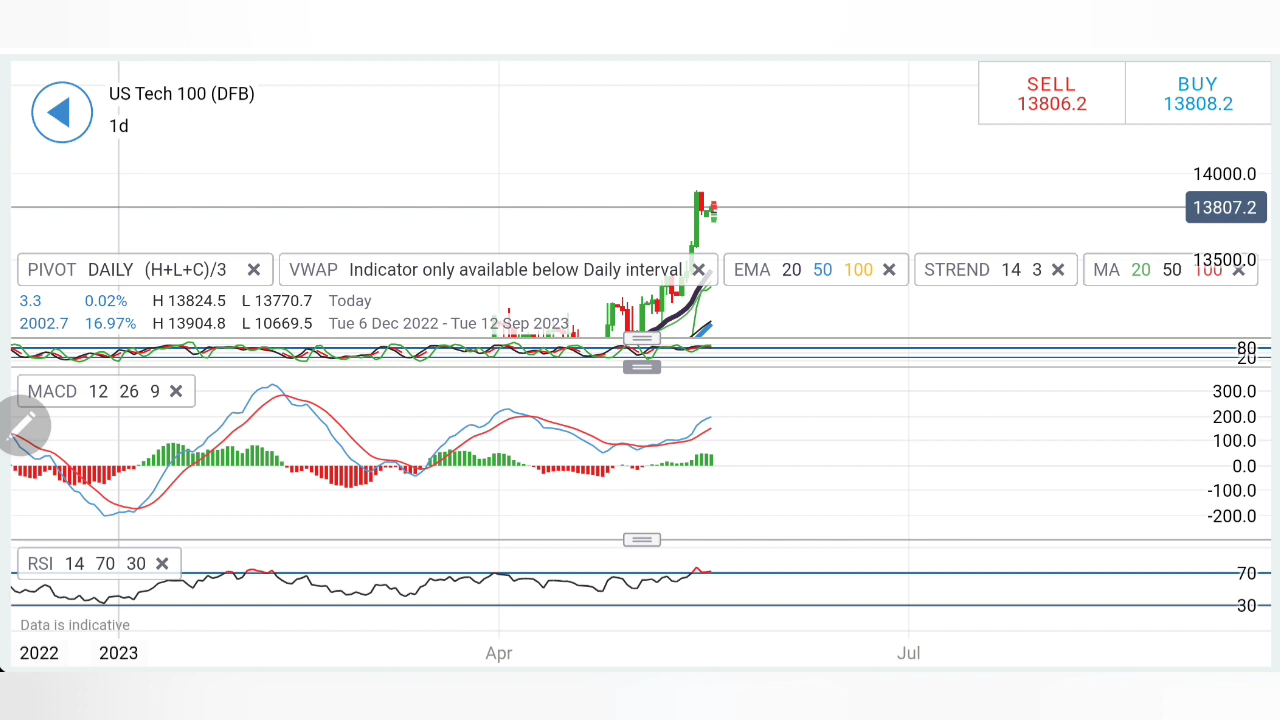 US Tech 100 (DFB)
1d
SELL
13806.2
BUY
13808.2
14000.0
13807.2
13500.0
PIVOT DAILY (H+L+C)/3
VWAP Indicator only available below Daily interval
EMA 20 50 100
STREND 14 3
MA 20 50 100
3.3 0.02% H 13824.5 L 13770.7 Today
2002.7 16.97% H 13904.8 L 10669.5 Tue 6 Dec 2022 - Tue 12 Sep 2023
80
20
MACD 12 26 9
300.0
200.0
100.0
0.0
-100.0
-200.0
RSI 14 70 30
70
30
Data is indicative
2022 2023 Apr Jul